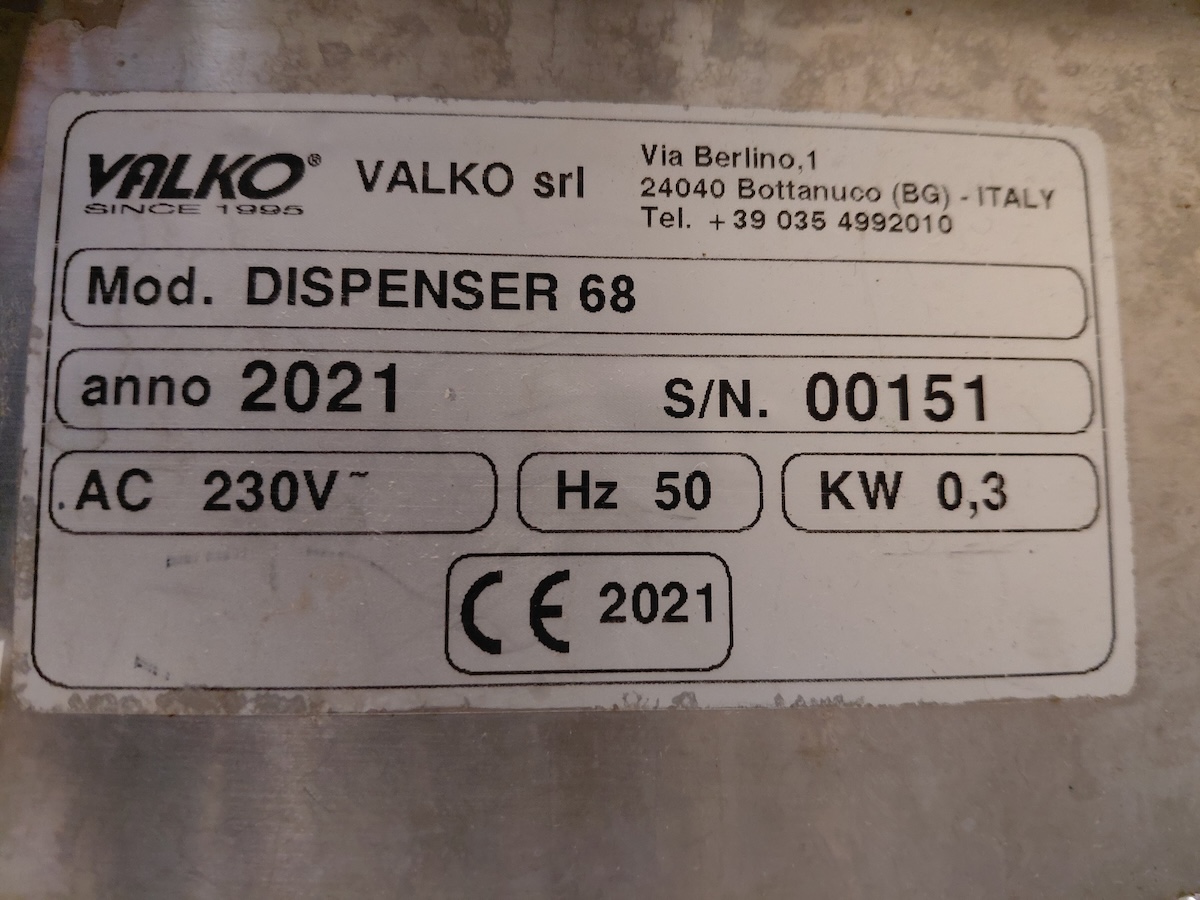 VALKO®
SINCE 1995
VALKO srl
Via Berlino,1
24040 Bottanuco (BG) - ITALY
Tel. +39 035 4992010
Mod. DISPENSER 68
anno 2021 S/N. 00151
AC 230V~ Hz 50 KW 0,3
CE 2021